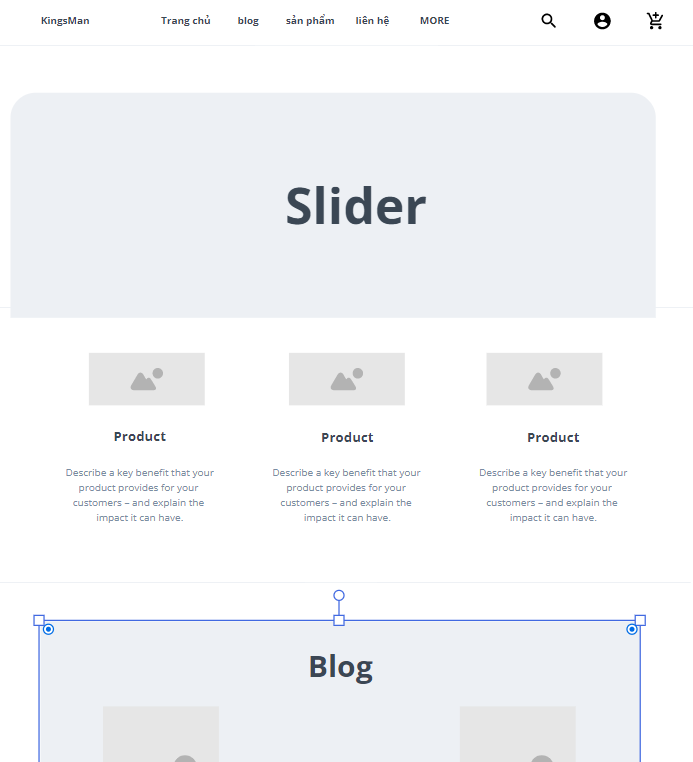 KingsMan Trang chủ blog sản phẩm liên hệ MORE
Slider
Product Product Product
Describe a key benefit that your Describe a key benefit that your Describe a key benefit that your
product provides for your product provides for your product provides for your
customers – and explain the customers – and explain the customers – and explain the
impact it can have. impact it can have. impact it can have.
Blog